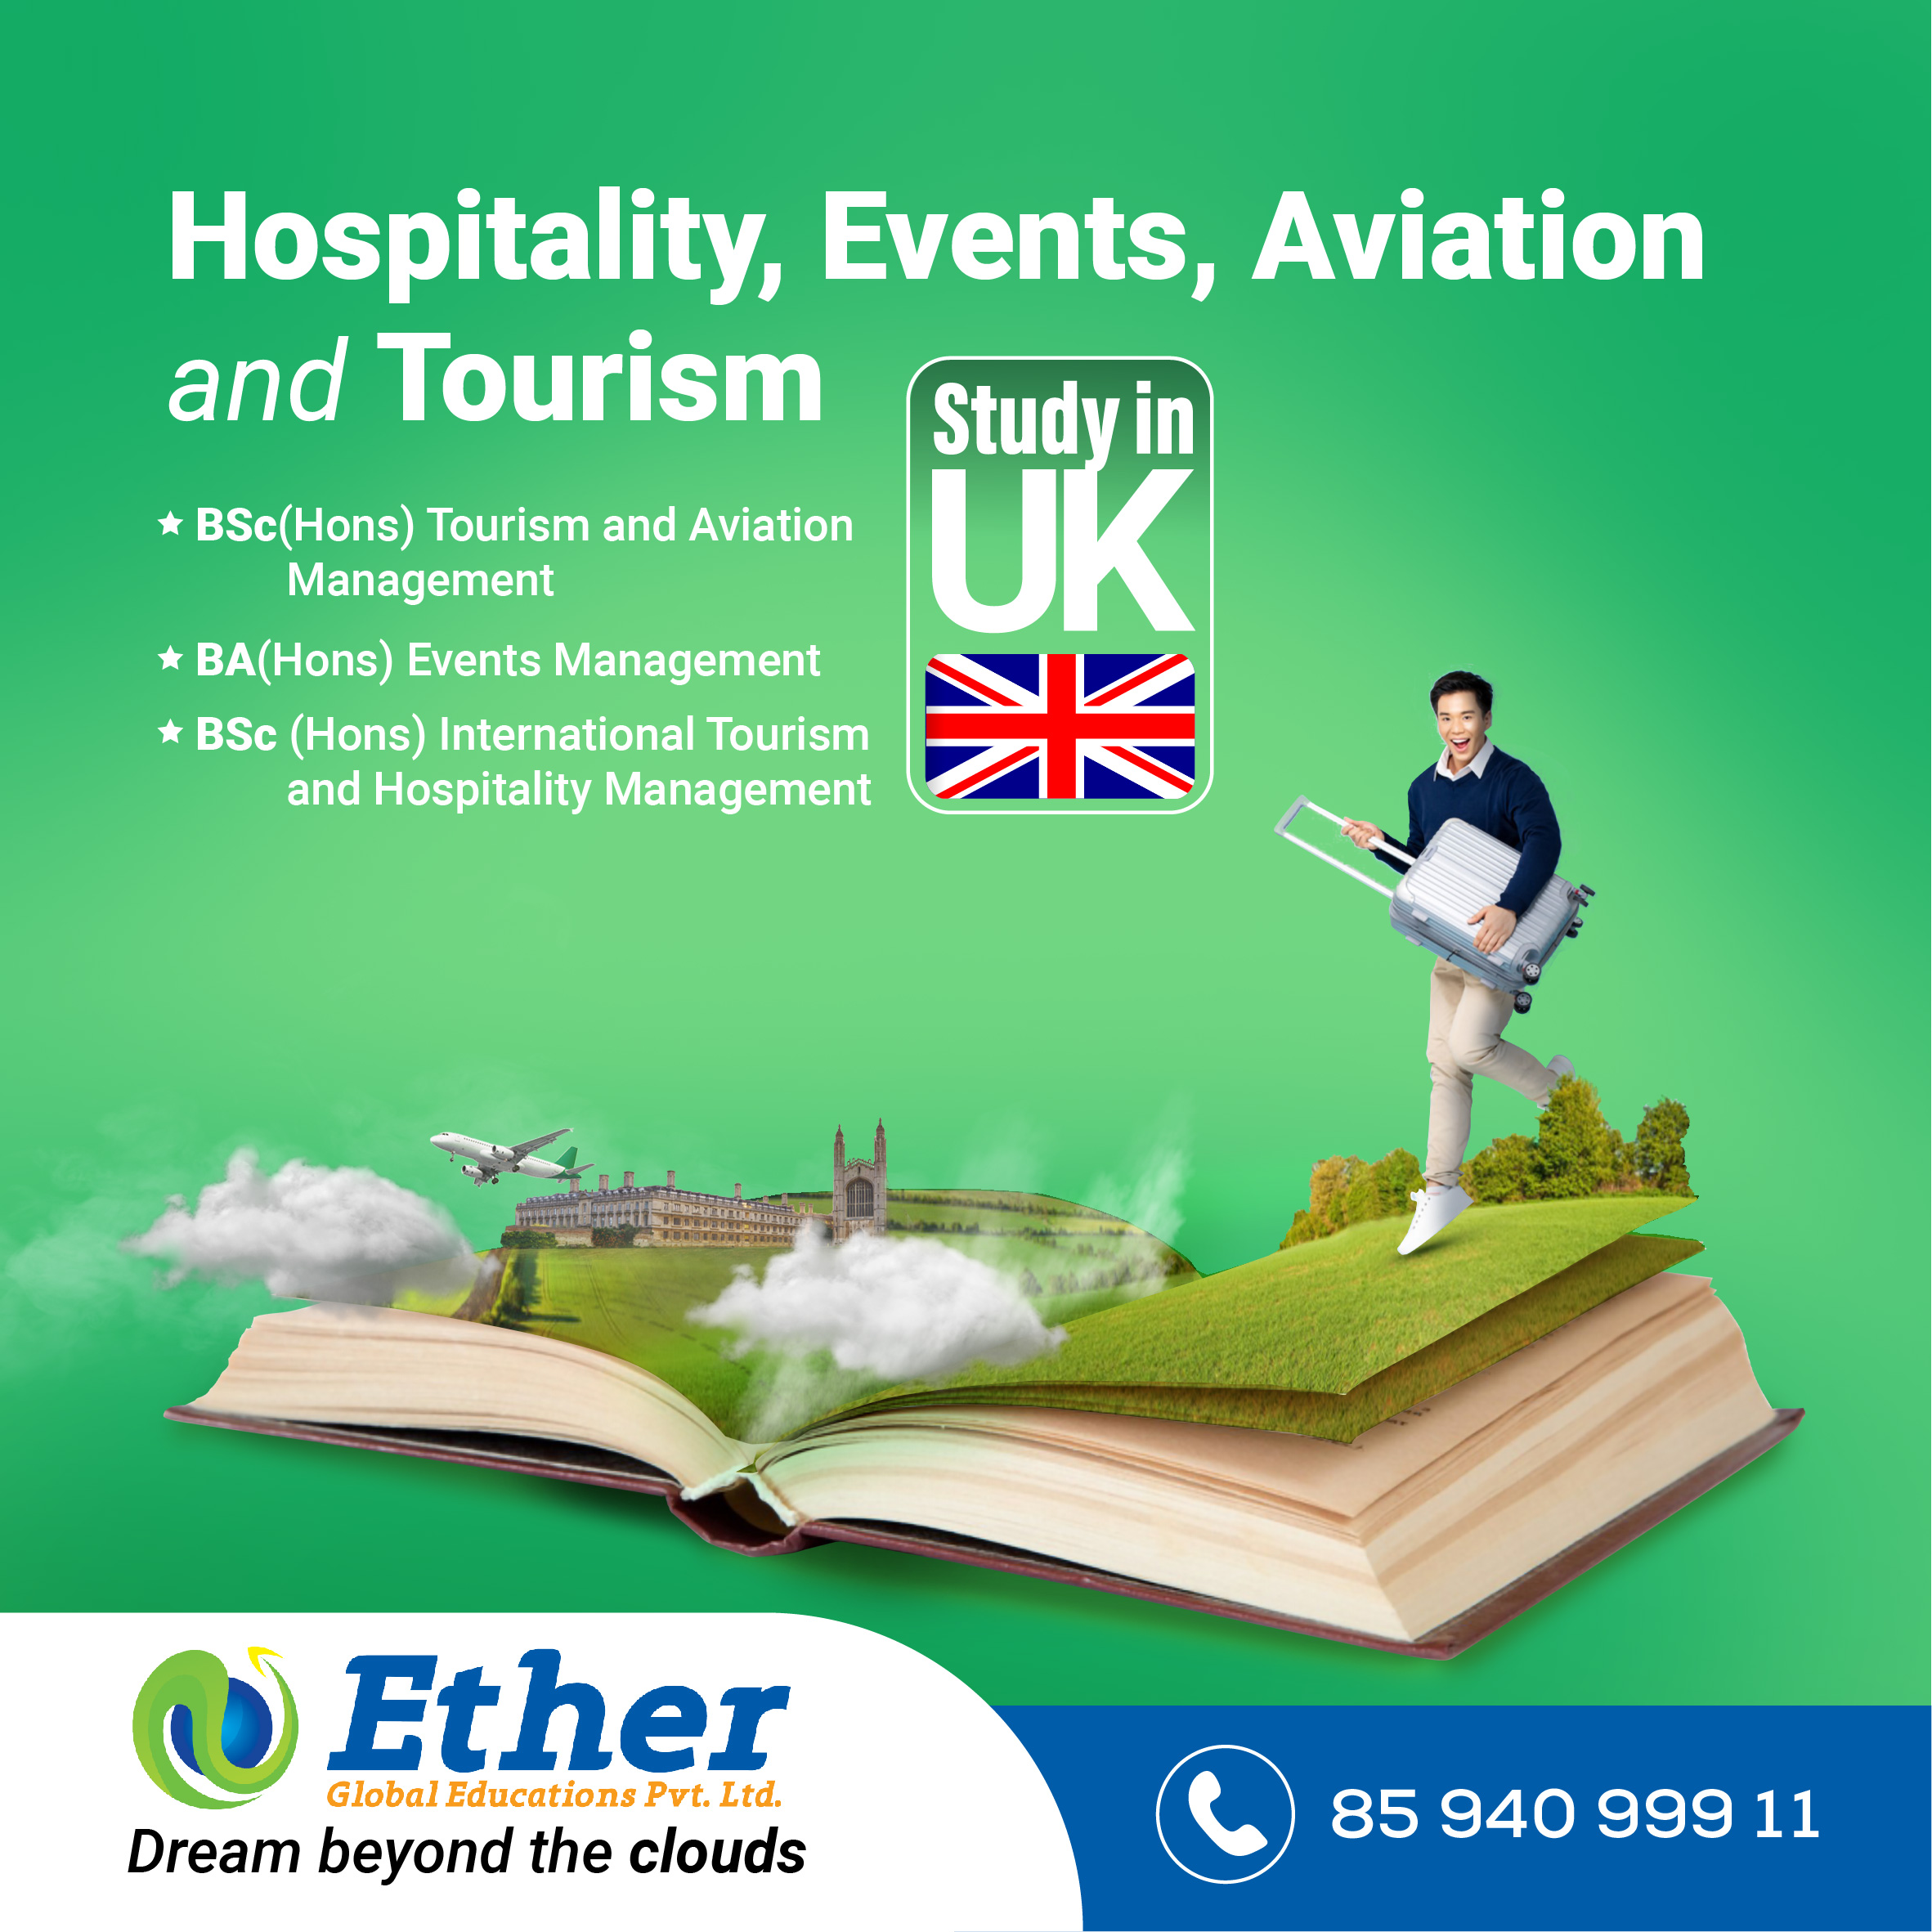 Hospitality, Events, Aviation
and Tourism
BSc(Hons) Tourism and Aviation
Management
BA(Hons) Events Management
BSc (Hons) International Tourism
and Hospitality Management
Study in
UK
Ether
Global Educations Pvt. Ltd.
Dream beyond the clouds
85 940 999 11